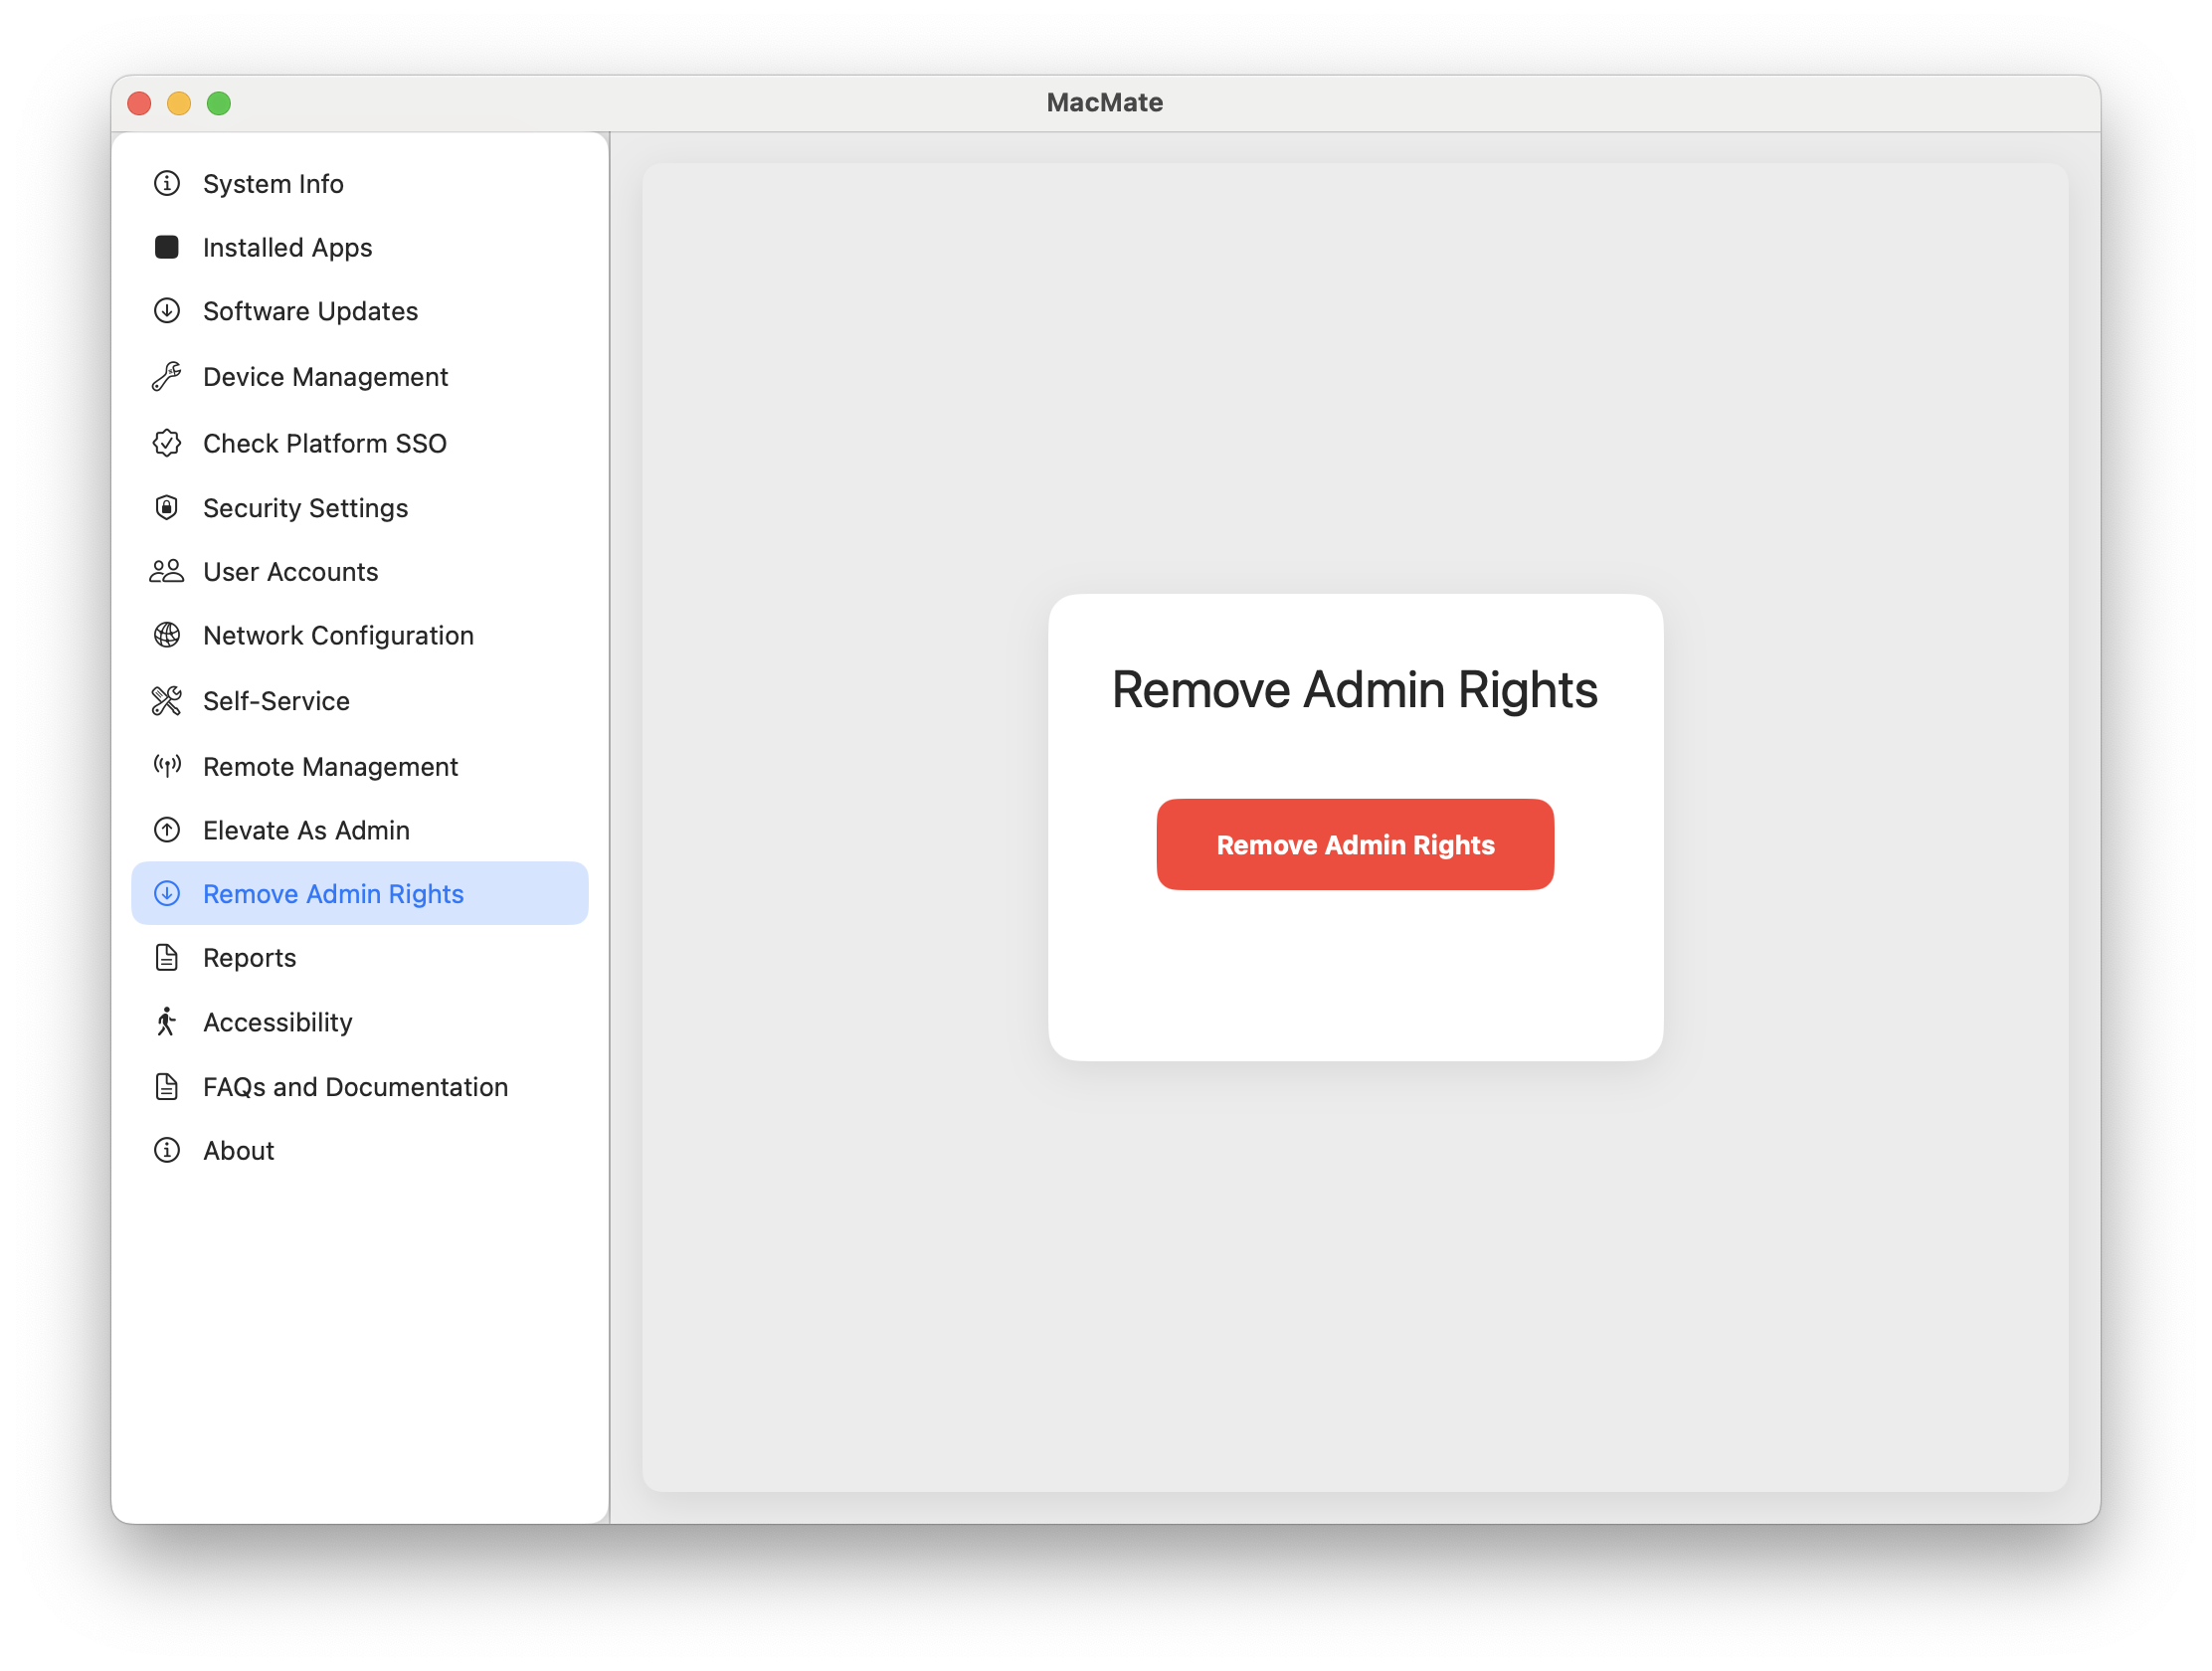 MacMate
System Info
Installed Apps
Software Updates
Device Management
Check Platform SSO
Security Settings
User Accounts
Network Configuration
Self-Service
Remote Management
Elevate As Admin
Remove Admin Rights
Reports
Accessibility
FAQs and Documentation
About
Remove Admin Rights
Remove Admin Rights